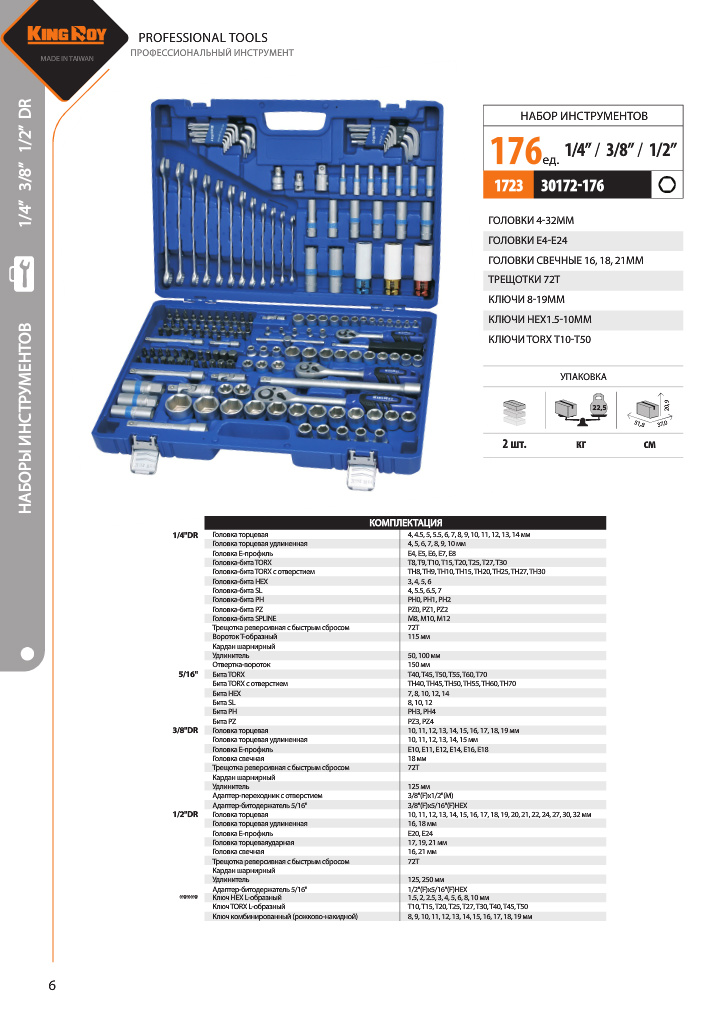 KING ROY
MADE IN TAIWAN
PROFESSIONAL TOOLS
ПРОФЕССИОНАЛЬНЫЙ ИНСТРУМЕНТ
НАБОРЫ ИНСТРУМЕНТОВ
1/4” 3/8” 1/2” DR
НАБОР ИНСТРУМЕНТОВ
176 ед. 1/4” / 3/8” / 1/2”
1723 30172-176
ГОЛОВКИ 4-32ММ
ГОЛОВКИ E4-E24
ГОЛОВКИ СВЕЧНЫЕ 16, 18, 21ММ
ТРЕЩОТКИ 72Т
КЛЮЧИ 8-19ММ
КЛЮЧИ HEX1.5-10ММ
КЛЮЧИ TORX T10-T50
УПАКОВКА
22,5
51,8 37,0 20,9
2 шт. кг см
КОМПЛЕКТАЦИЯ
1/4"DR Головка торцевая 4, 4.5, 5, 5.5, 6, 7, 8, 9, 10, 11, 12, 13, 14 мм
Головка торцевая удлиненная 4, 5, 6, 7, 8, 9, 10 мм
Головка Е-профиль E4, E5, E6, E7, E8
Головка-бита TORX T8, T9, T10, T15, T20, T25, T27, T30
Головка-бита TORX с отверстием TH8, TH9, TH10, TH15, TH20, TH25, TH27, TH30
Головка-бита HEX 3, 4, 5, 6
Головка-бита SL 4, 5.5, 6.5, 7
Головка-бита PH PH0, PH1, PH2
Головка-бита PZ PZ0, PZ1, PZ2
Головка-бита SPLINE M8, M10, M12
Трещотка реверсивная с быстрым сбросом 72T
Вороток Т-образный 115 мм
Кардан шарнирный
Удлинитель 50, 100 мм
Отвертка-вороток 150 мм
5/16" Бита TORX T40, T45, T50, T55, T60, T70
Бита TORX с отверстием TH40, TH45, TH50, TH55, TH60, TH70
Бита HEX 7, 8, 10, 12, 14
Бита SL 8, 10, 12
Бита PH PH3, PH4
Бита PZ PZ3, PZ4
3/8"DR Головка торцевая 10, 11, 12, 13, 14, 15, 16, 17, 18, 19 мм
Головка торцевая удлиненная 10, 11, 12, 13, 14, 15 мм
Головка Е-профиль E10, E11, E12, E14, E16, E18
Головка свечная 18 мм
Трещотка реверсивная с быстрым сбросом 72T
Кардан шарнирный
Удлинитель 125 мм
Адаптер-переходник с отверстием 3/8"(F)x1/2"(M)
Адаптер-битодержатель 5/16" 3/8"(F)x5/16"(F)HEX
1/2"DR Головка торцевая 10, 11, 12, 13, 14, 15, 16, 17, 18, 19, 20, 21, 22, 24, 27, 30, 32 мм
Головка торцевая удлиненная 16, 18 мм
Головка Е-профиль E20, E24
Головка торцеваяударная 17, 19, 21 мм
Головка свечная 16, 21 мм
Трещотка реверсивная с быстрым сбросом 72T
Кардан шарнирный
Удлинитель 125, 250 мм
Адаптер-битодержатель 5/16" 1/2"(F)x5/16"(F)HEX
Ключ HEX L-образный 1.5, 2, 2.5, 3, 4, 5, 6, 8, 10 мм
Ключ TORX L-образный T10, T15, T20, T25, T27, T30, T40, T45, T50
Ключ комбинированный (рожково-накидной) 8, 9, 10, 11, 12, 13, 14, 15, 16, 17, 18, 19 мм
6